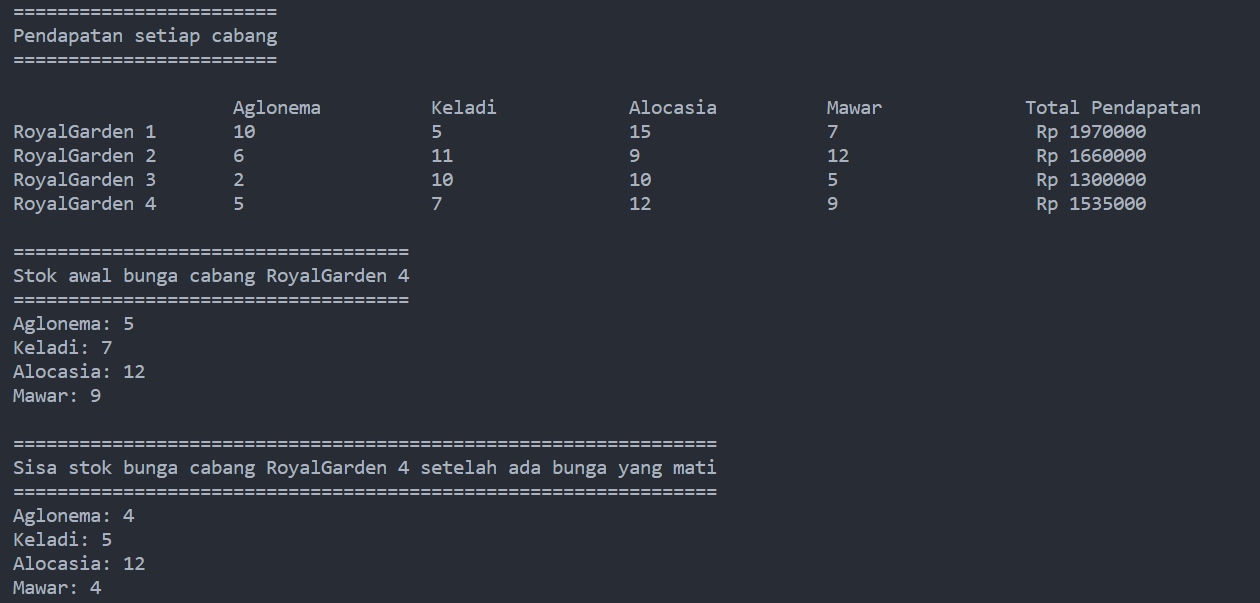 ========================
Pendapatan setiap cabang
========================
Aglonema Keladi Alocasia Mawar Total Pendapatan
RoyalGarden 1 10 5 15 7 Rp 1970000
RoyalGarden 2 6 11 9 12 Rp 1660000
RoyalGarden 3 2 10 10 5 Rp 1300000
RoyalGarden 4 5 7 12 9 Rp 1535000
====================================
Stok awal bunga cabang RoyalGarden 4
====================================
Aglonema: 5
Keladi: 7
Alocasia: 12
Mawar: 9
================================================================
Sisa stok bunga cabang RoyalGarden 4 setelah ada bunga yang mati
================================================================
Aglonema: 4
Keladi: 5
Alocasia: 12
Mawar: 4